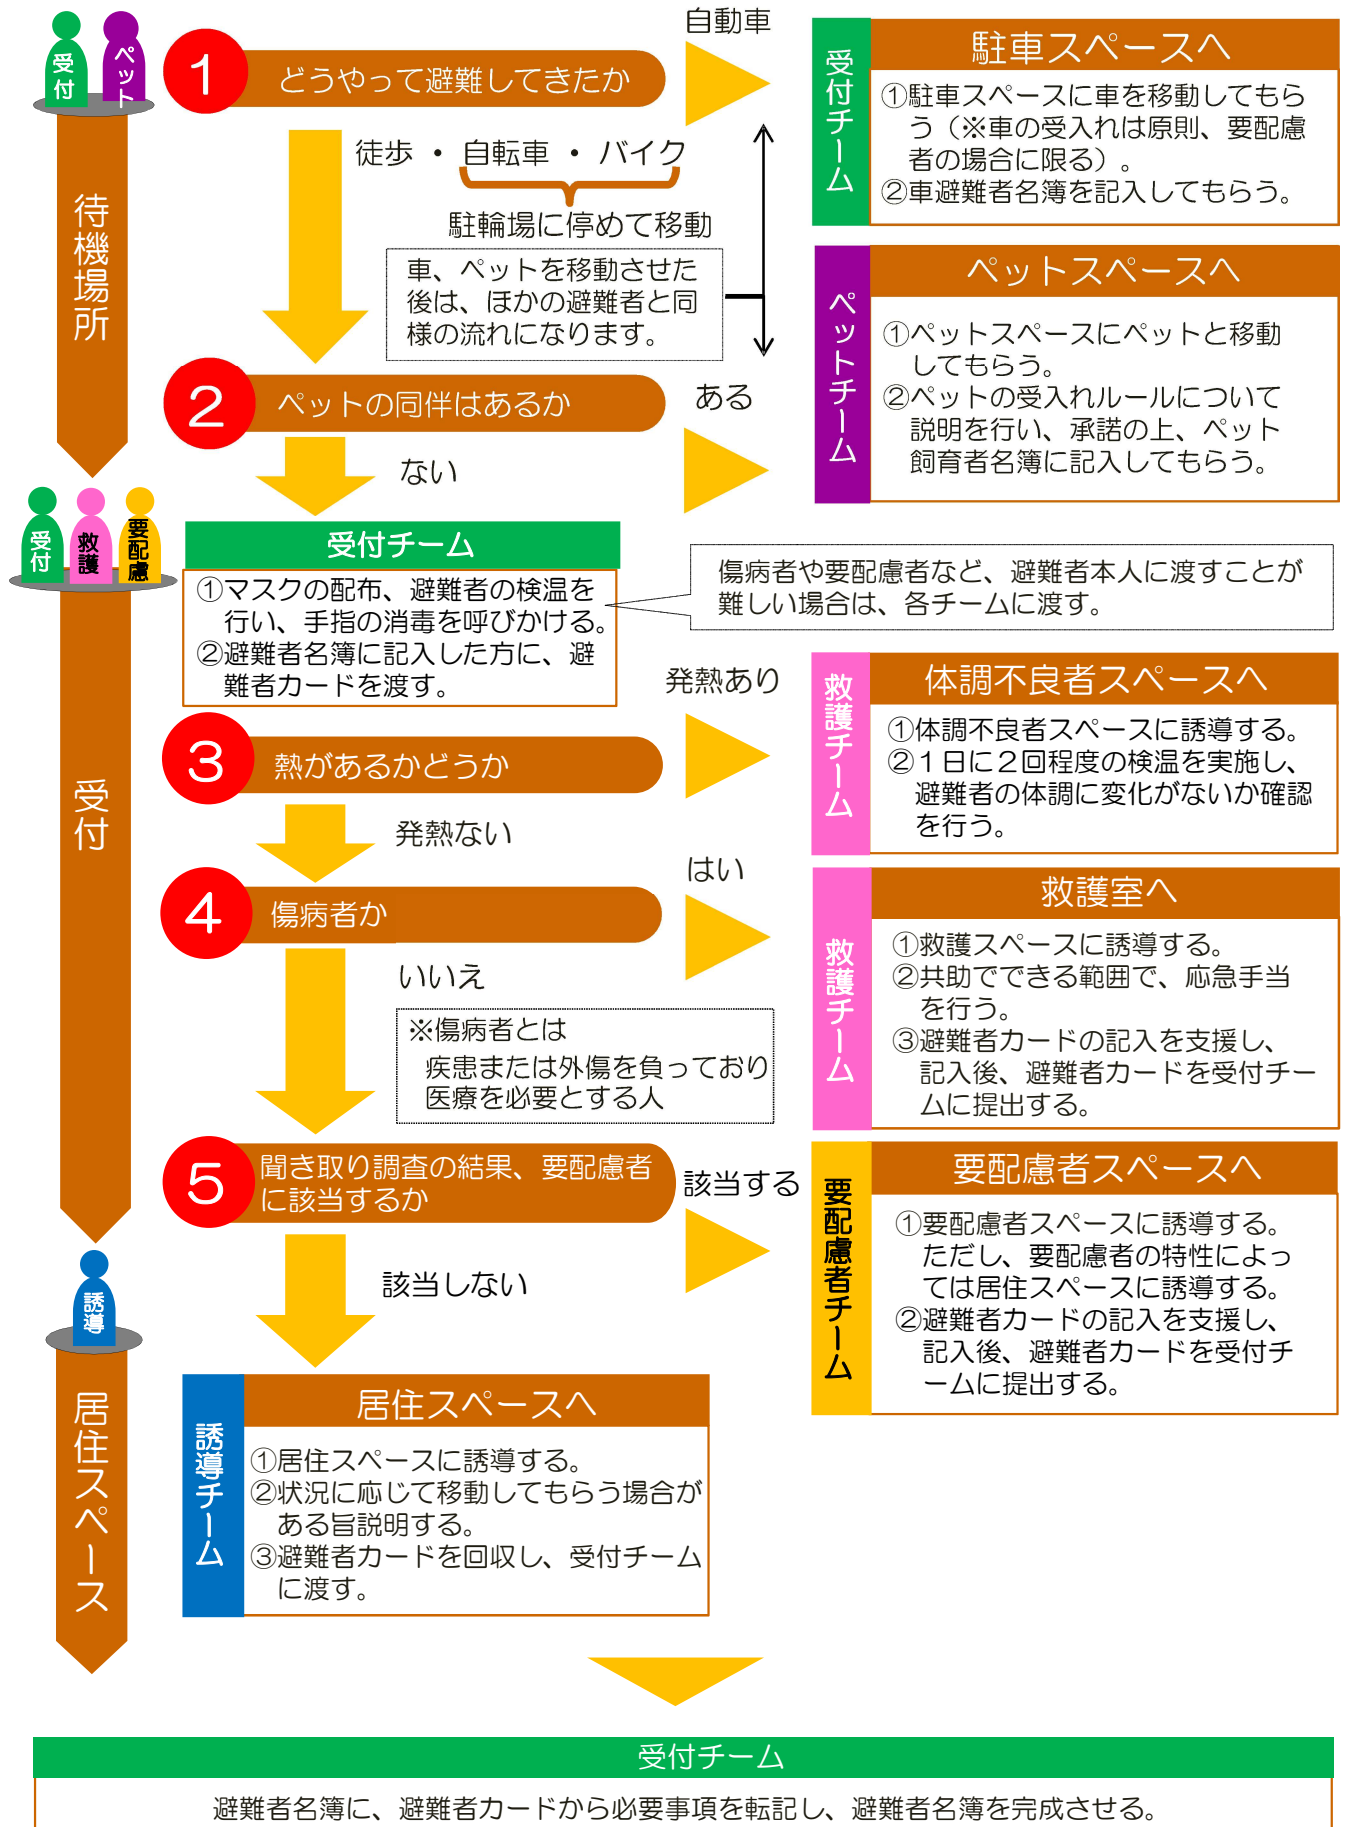 受付
ペット
待機場所
1
どうやって避難してきたか
自動車
徒歩 ・ 自転車 ・ バイク
駐輪場に停めて移動
車、ペットを移動させた
後は、ほかの避難者と同
様の流れになります。
受付チーム
駐車スペースへ
①駐車スペースに車を移動してもら
う（※車の受入れは原則、要配慮
者の場合に限る）。
②車避難者名簿を記入してもらう。
2
ペットの同伴はあるか
ある
ない
ペットチーム
ペットスペースへ
①ペットスペースにペットと移動
してもらう。
②ペットの受入れルールについて
説明を行い、承諾の上、ペット
飼育者名簿に記入してもらう。
受付
救護
要配慮
受付
受付チーム
①マスクの配布、避難者の検温を
行い、手指の消毒を呼びかける。
②避難者名簿に記入した方に、避
難者カードを渡す。
傷病者や要配慮者など、避難者本人に渡すことが
難しい場合は、各チームに渡す。
3
熱があるかどうか
発熱あり
発熱ない
救護チーム
体調不良者スペースへ
①体調不良者スペースに誘導する。
②１日に２回程度の検温を実施し、
避難者の体調に変化がないか確認
を行う。
4
傷病者か
はい
いいえ
※傷病者とは
疾患または外傷を負っており
医療を必要とする人
救護チーム
救護室へ
①救護スペースに誘導する。
②共助でできる範囲で、応急手当
を行う。
③避難者カードの記入を支援し、
記入後、避難者カードを受付チー
ムに提出する。
5
聞き取り調査の結果、要配慮者
に該当するか
該当する
該当しない
要配慮者チーム
要配慮者スペースへ
①要配慮者スペースに誘導する。
ただし、要配慮者の特性によっ
ては居住スペースに誘導する。
②避難者カードの記入を支援し、
記入後、避難者カードを受付チ
ームに提出する。
誘導
居住スペース
誘導チーム
居住スペースへ
①居住スペースに誘導する。
②状況に応じて移動してもらう場合が
ある旨説明する。
③避難者カードを回収し、受付チーム
に渡す。
受付チーム
避難者名簿に、避難者カードから必要事項を転記し、避難者名簿を完成させる。